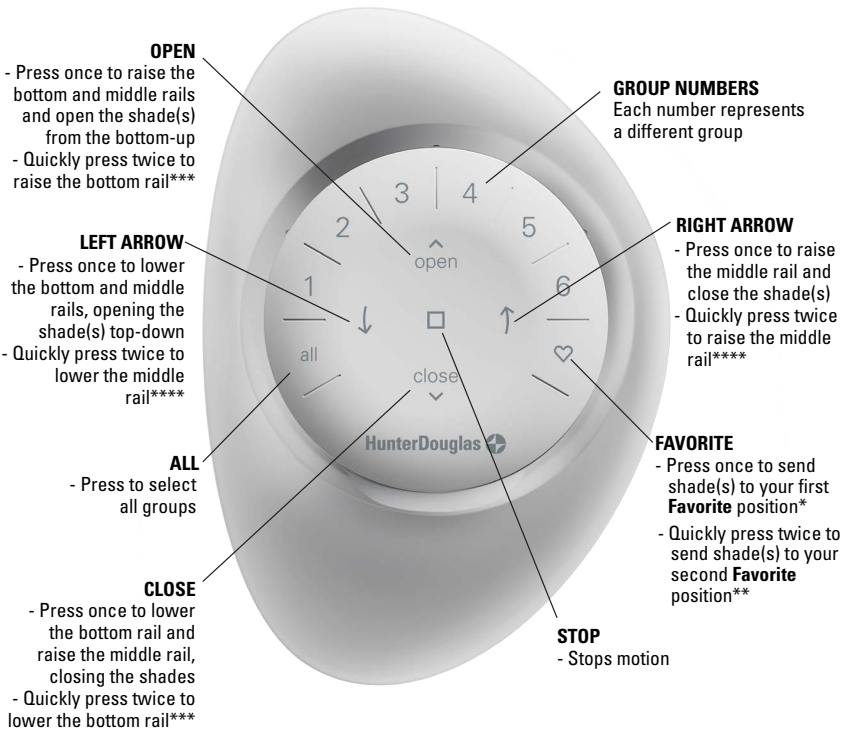 OPEN
- Press once to raise the
bottom and middle rails
and open the shade(s)
from the bottom-up
- Quickly press twice to
raise the bottom rail***
LEFT ARROW
- Press once to lower
the bottom and middle
rails, opening the
shade(s) top-down
- Quickly press twice to
lower the middle
rail****
ALL
- Press to select
all groups
CLOSE
- Press once to lower
the bottom rail and
raise the middle rail,
closing the shades
- Quickly press twice to
lower the bottom rail***
1
2
3
4
5
6
open
all
close
HunterDouglas
GROUP NUMBERS
Each number represents
a different group
RIGHT ARROW
- Press once to raise
the middle rail and
close the shade(s)
- Quickly press twice
to raise the middle
rail****
FAVORITE
- Press once to send
shade(s) to your first
Favorite position*
- Quickly press twice to
send shade(s) to your
second Favorite
position**
STOP
- Stops motion